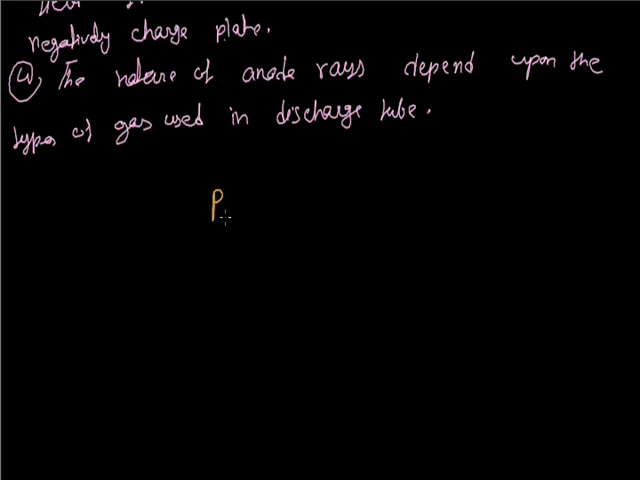 negatively charge plate.
4) The nature of anode rays depend upon the
types of gas used in discharge tube.
P